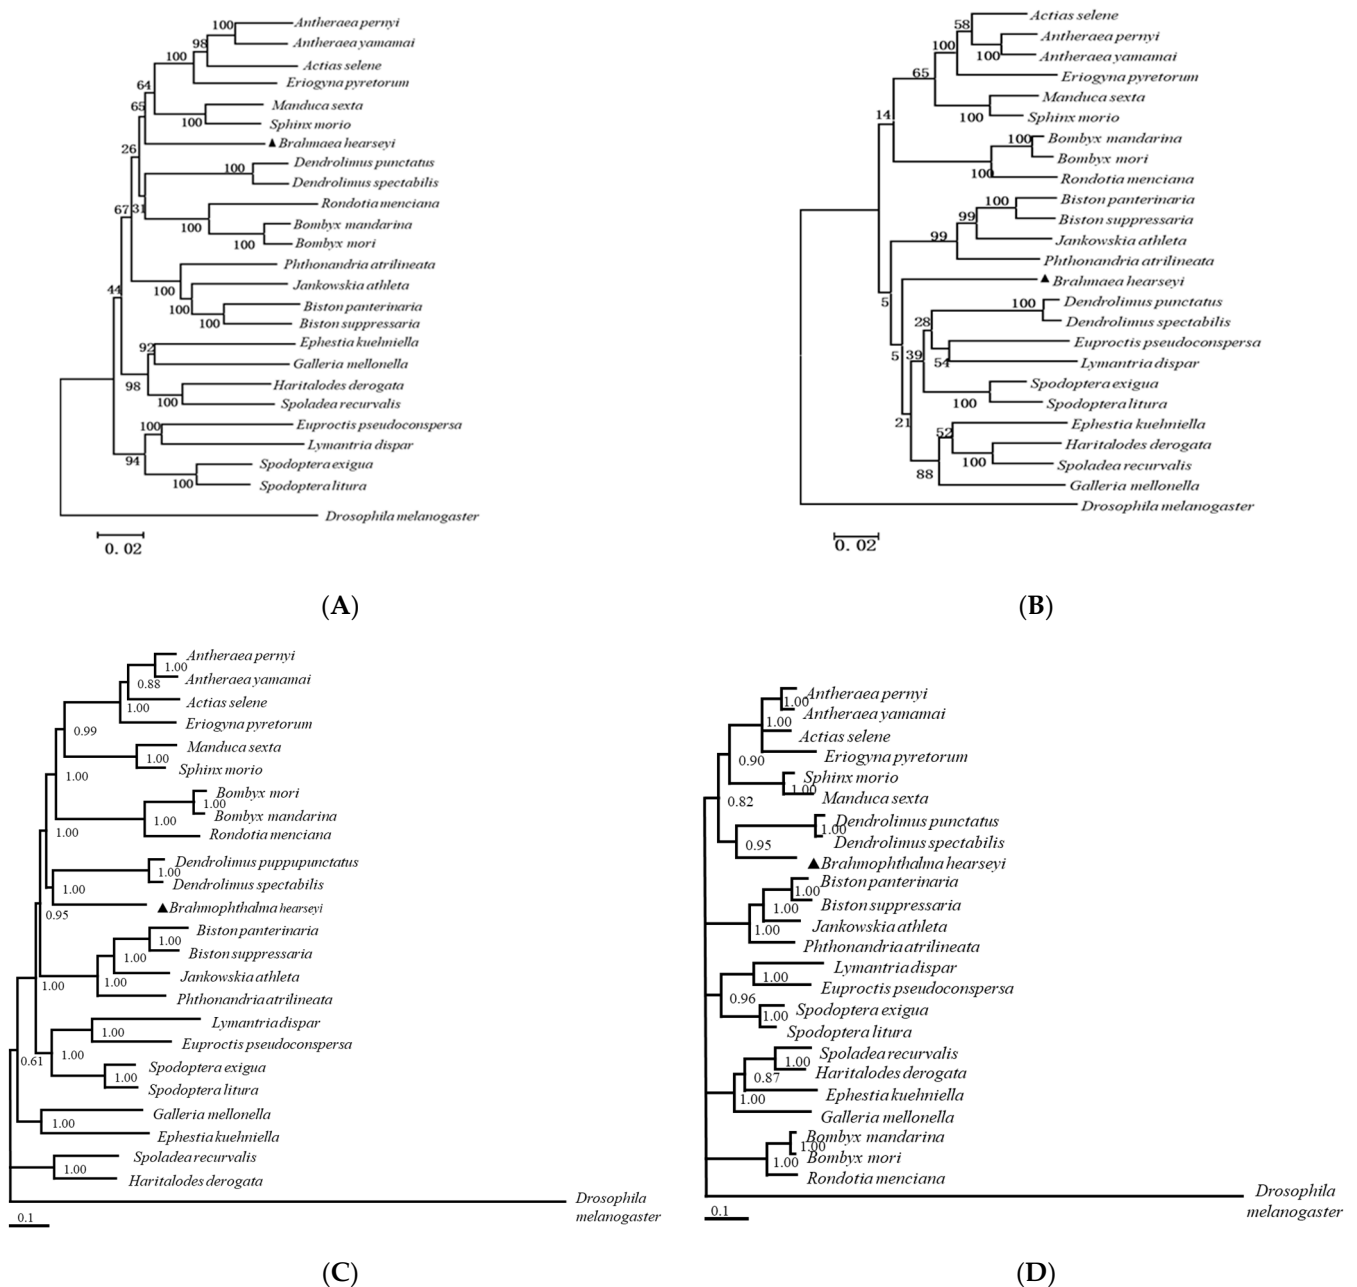 100
Antheraea pernyi
98
Antheraea yamamai
100
Actias selene
64
Eriogyna pyretorum
65
Manduca sexta
100
Sphinx morio
26
Brahmaea hearseyi
100
Dendrolimus punctatus
Dendrolimus spectabilis
67
31
Rondotia menciana
100
Bombyx mandarina
100
Bombyx mori
44
Phthonandria atrilineata
100
Jankowskia athleta
100
Biston panterinaria
100
Biston suppressaria
92
Ephestia kuehniella
Galleria mellonella
98
Haritalodes derogata
100
Spoladea recurvalis
100
Euproctis pseudoconspersa
Lymantria dispar
94
Spodoptera exigua
100
Spodoptera litura
Drosophila melanogaster
0. 02
(A)
58
Actias selene
100
Antheraea pernyi
100
Antheraea yamamai
65
Eriogyna pyretorum
Manduca sexta
100
Sphinx morio
14
100
Bombyx mandarina
Bombyx mori
100
Rondotia menciana
100
Biston panterinaria
99
Biston suppressaria
99
Jankowskia athleta
Phthonandria atrilineata
5
Brahmaea hearseyi
100
Dendrolimus punctatus
28
Dendrolimus spectabilis
5
39
Euproctis pseudoconspersa
54
Lymantria dispar
Spodoptera exigua
100
Spodoptera litura
21
52
Ephestia kuehniella
Haritalodes derogata
100
Spoladea recurvalis
88
Galleria mellonella
Drosophila melanogaster
0. 02
(B)
Antheraea pernyi
1.00
0.88
Antheraea yamamai
1.00
Actias selene
Eriogyna pyretorum
0.99
Manduca sexta
1.00
Sphinx morio
1.00
Bombyx mori
1.00
Bombyx mandarina
1.00
Rondotia menciana
1.00
Dendrolimus puppupunctatus
1.00
Dendrolimus spectabilis
1.00
Brahmophthalma hearseyi
0.95
Biston panterinaria
1.00
Biston suppressaria
1.00
Jankowskia athleta
1.00
1.00
Phthonandria atrilineata
Lymantria dispar
1.00
Euproctis pseudoconspersa
0.61
1.00
Spodoptera exigua
1.00
Spodoptera litura
Galleria mellonella
1.00
Ephestia kuehniella
Spoladea recurvalis
1.00
Haritalodes derogata
Drosophila
melanogaster
0.1
(C)
Antheraea pernyi
1.00
Antheraea yamamai
1.00
Actias selene
Eriogyna pyretorum
0.90
Sphinx morio
1.00
Manduca sexta
0.82
Dendrolimus punctatus
1.00
Dendrolimus spectabilis
0.95
Brahmophthalma hearseyi
Biston panterinaria
1.00
Biston suppressaria
1.00
Jankowskia athleta
1.00
Phthonandria atrilineata
Lymantria dispar
1.00
Euproctis pseudoconspersa
0.96
Spodoptera exigua
1.00
Spodoptera litura
Spoladea recurvalis
1.00
Haritalodes derogata
0.87
Ephestia kuehniella
1.00
Galleria mellonella
Bombyx mandarina
1.00
Bombyx mori
1.00
Rondotia menciana
Drosophila
melanogaster
0.1
(D)